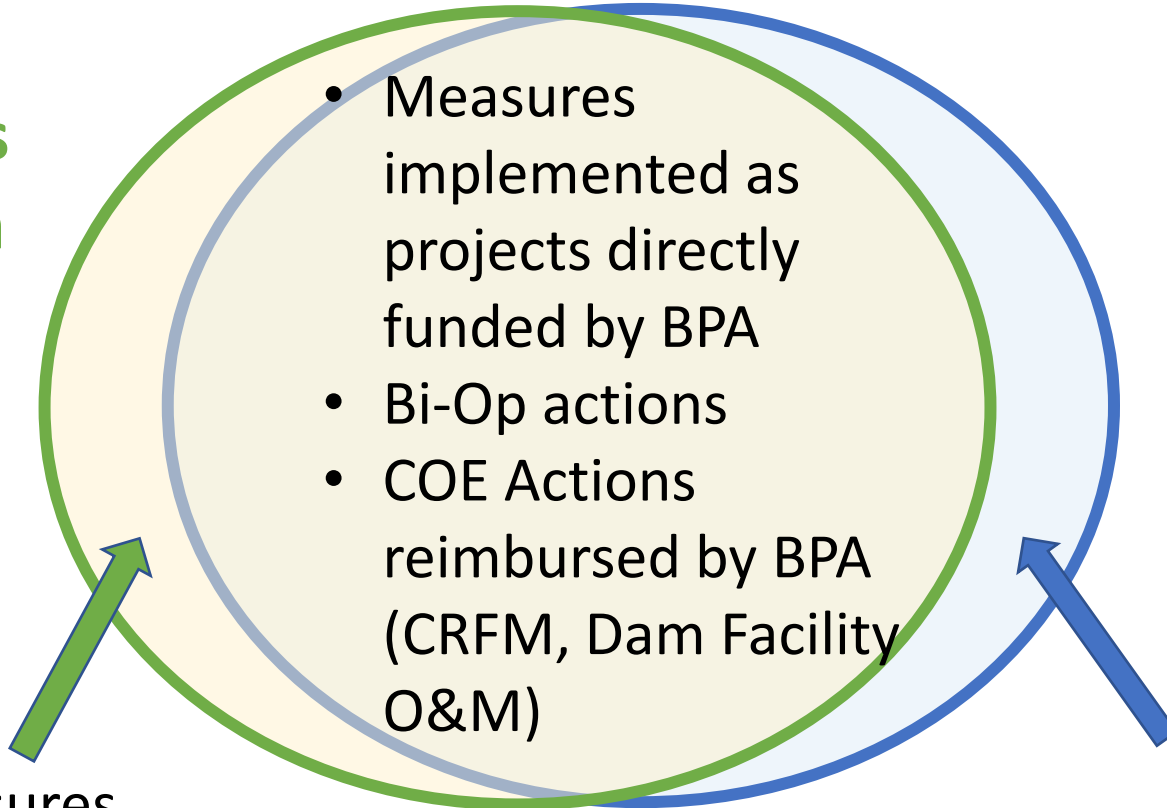 • Measures
implemented as
projects directly
funded by BPA
• Bi-Op actions
• COE Actions
reimbursed by BPA
(CRFM, Dam Facility
O&M)